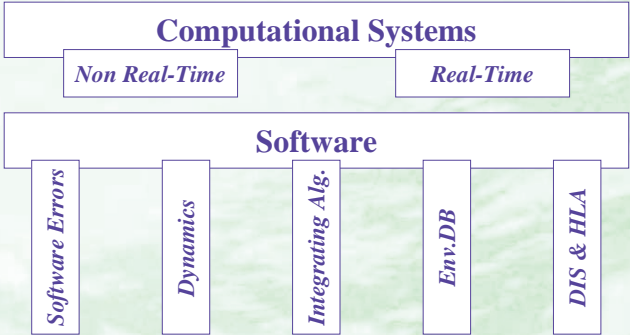 Computational Systems
Non Real-Time
Real-Time
Software
Software Errors
Dynamics
Integrating Alg.
Env.DB
DIS & HLA